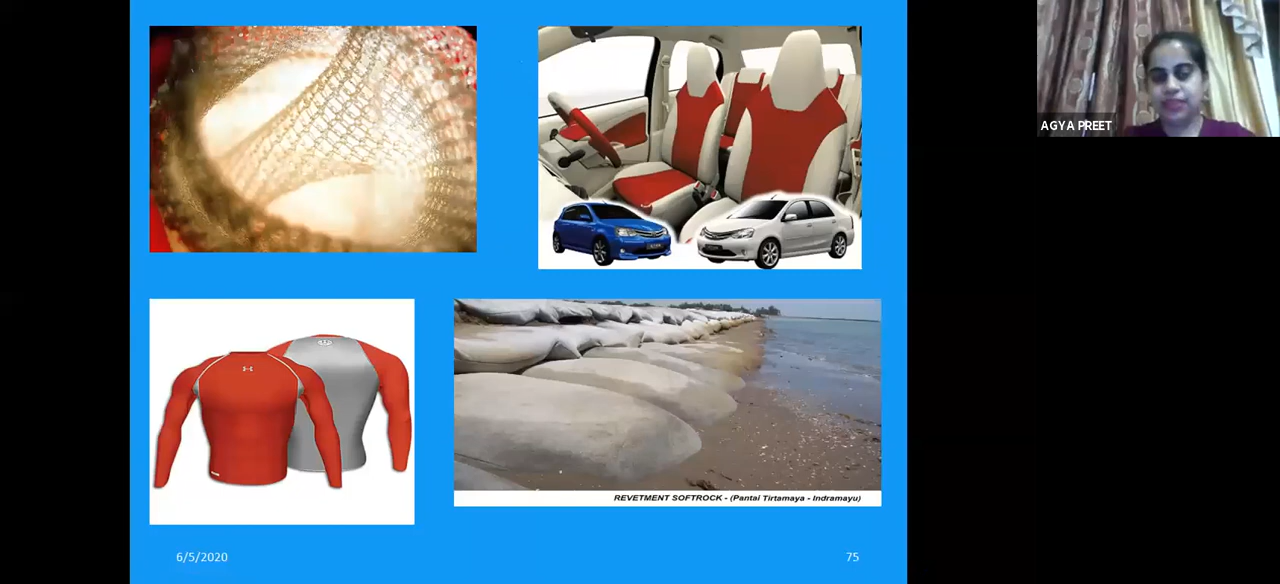 AGYA PREET
REVETMENT SOFTROCK - (Pantai Tirtamaya - Indramayu)
6/5/2020
75